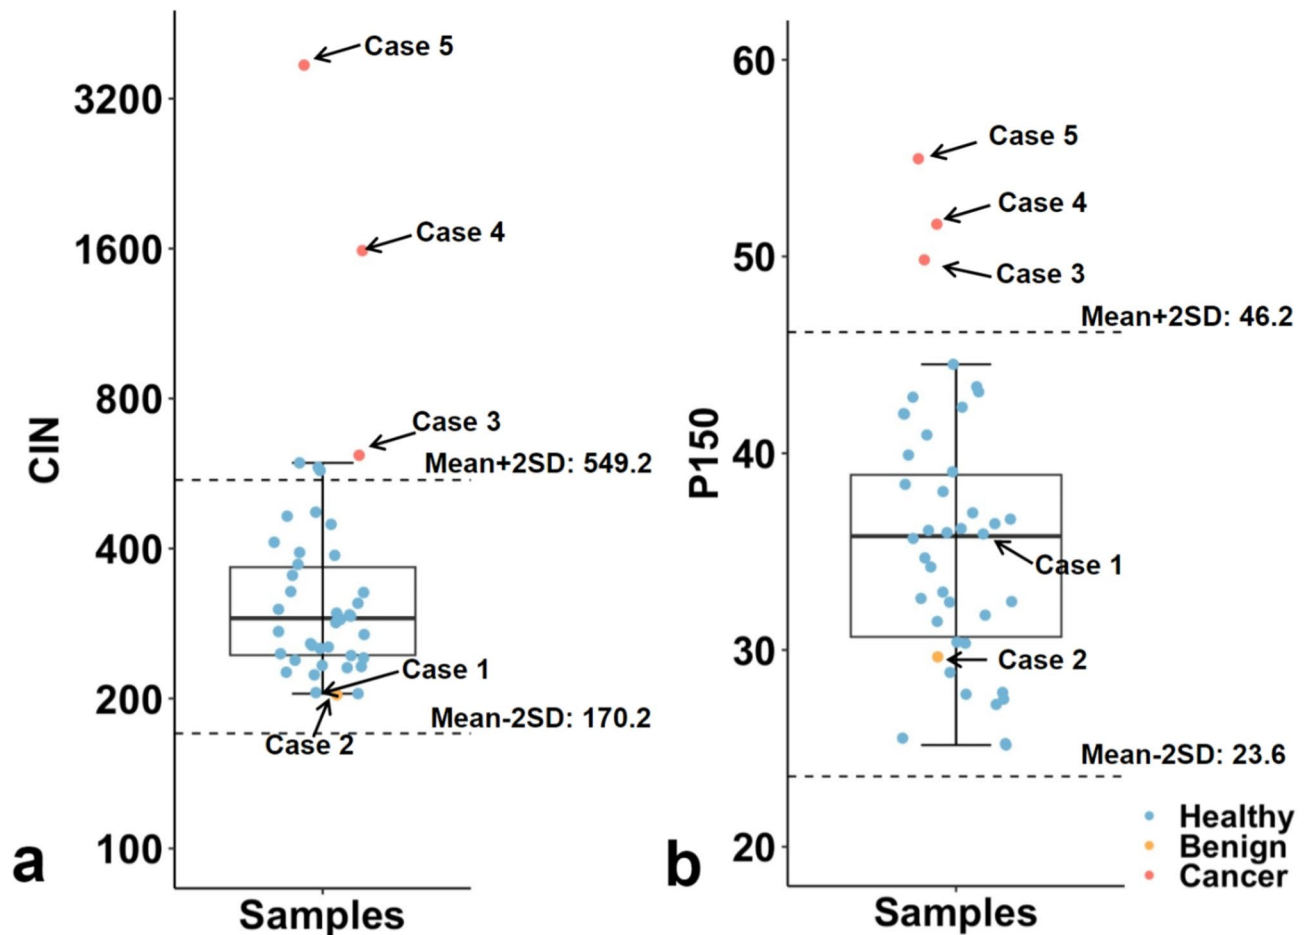 CIN
3200
1600
800
400
200
100
Case 5
Case 4
Case 3
Mean+2SD: 549.2
Case 1
Mean-2SD: 170.2
Case 2
a
Samples
P150
60
50
40
30
20
Case 5
Case 4
Case 3
Mean+2SD: 46.2
Case 1
Case 2
Mean-2SD: 23.6
Healthy
Benign
Cancer
b
Samples